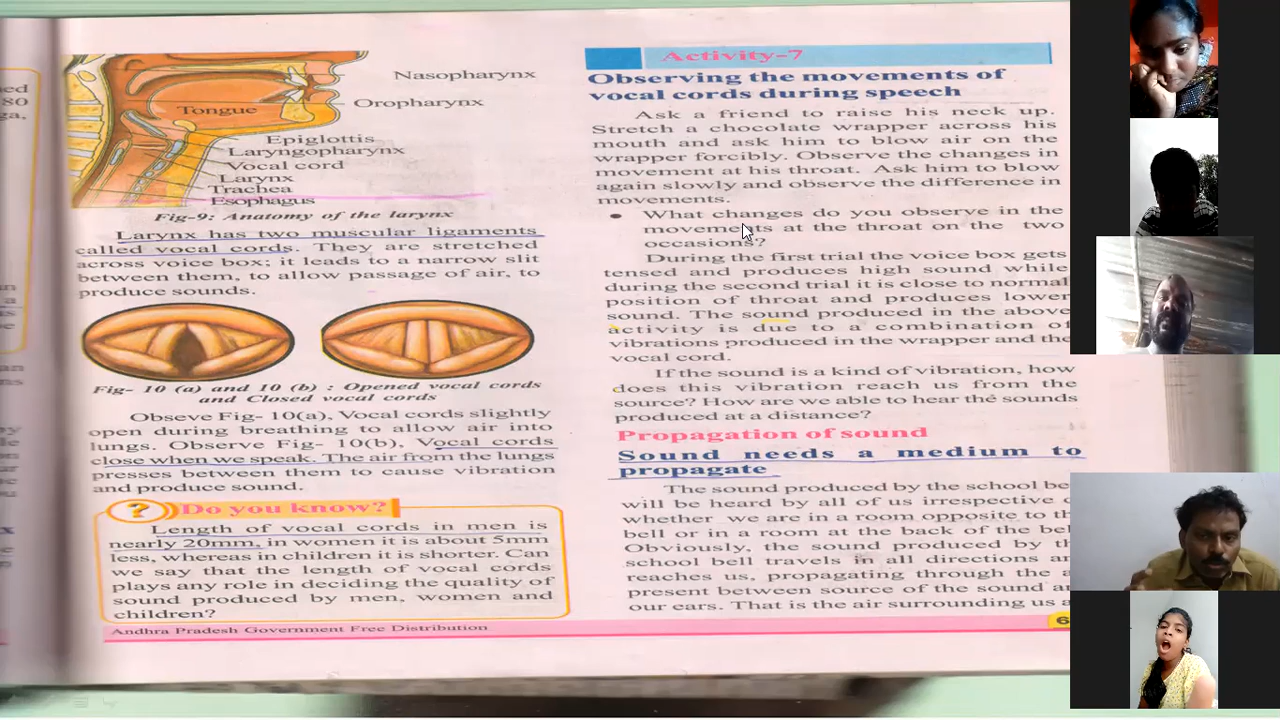 Nasopharynx
Tongue
Oropharynx
Epiglottis
Laryngopharynx
Vocal cord
Larynx
Trachea
Esophagus
Fig-9: Anatomy of the larynx
Larynx has two muscular ligaments
called vocal cords. They are stretched
across voice box; it leads to a narrow slit
between them, to allow passage of air, to
produce sounds.
Fig- 10 (a) and 10 (b) : Opened vocal cords
and Closed vocal cords
Obseve Fig- 10(a), Vocal cords slightly
open during breathing to allow air into
lungs. Observe Fig- 10(b), Vocal cords
close when we speak. The air from the lungs
presses between them to cause vibration
and produce sound.
? Do you know?
Length of vocal cords in men is
nearly 20mm, in women it is about 5mm
less, whereas in children it is shorter. Can
we say that the length of vocal cords
plays any role in deciding the quality of
sound produced by men, women and
children?
Andhra Pradesh Government Free Distribution
Activity-7
Observing the movements of
vocal cords during speech
Ask a friend to raise his neck up.
Stretch a chocolate wrapper across his
mouth and ask him to blow air on the
wrapper forcibly. Observe the changes in
movement at his throat. Ask him to blow
again slowly and observe the difference in
movements.
• What changes do you observe in the
movements at the throat on the two
occasions?
During the first trial the voice box gets
tensed and produces high sound while
during the second trial it is close to normal
position of throat and produces lower
sound. The sound produced in the above
activity is due to a combination of
vibrations produced in the wrapper and the
vocal cord.
If the sound is a kind of vibration, how
does this vibration reach us from the
source? How are we able to hear the sounds
produced at a distance?
Propagation of sound
Sound needs a medium to
propagate
The sound produced by the school be
will be heard by all of us irrespective
whether we are in a room opposite to th
bell or in a room at the back of the bel
Obviously, the sound produced by th
school bell travels in all directions an
reaches us, propagating through the a
present between source of the sound an
our ears. That is the air surrounding us a
6